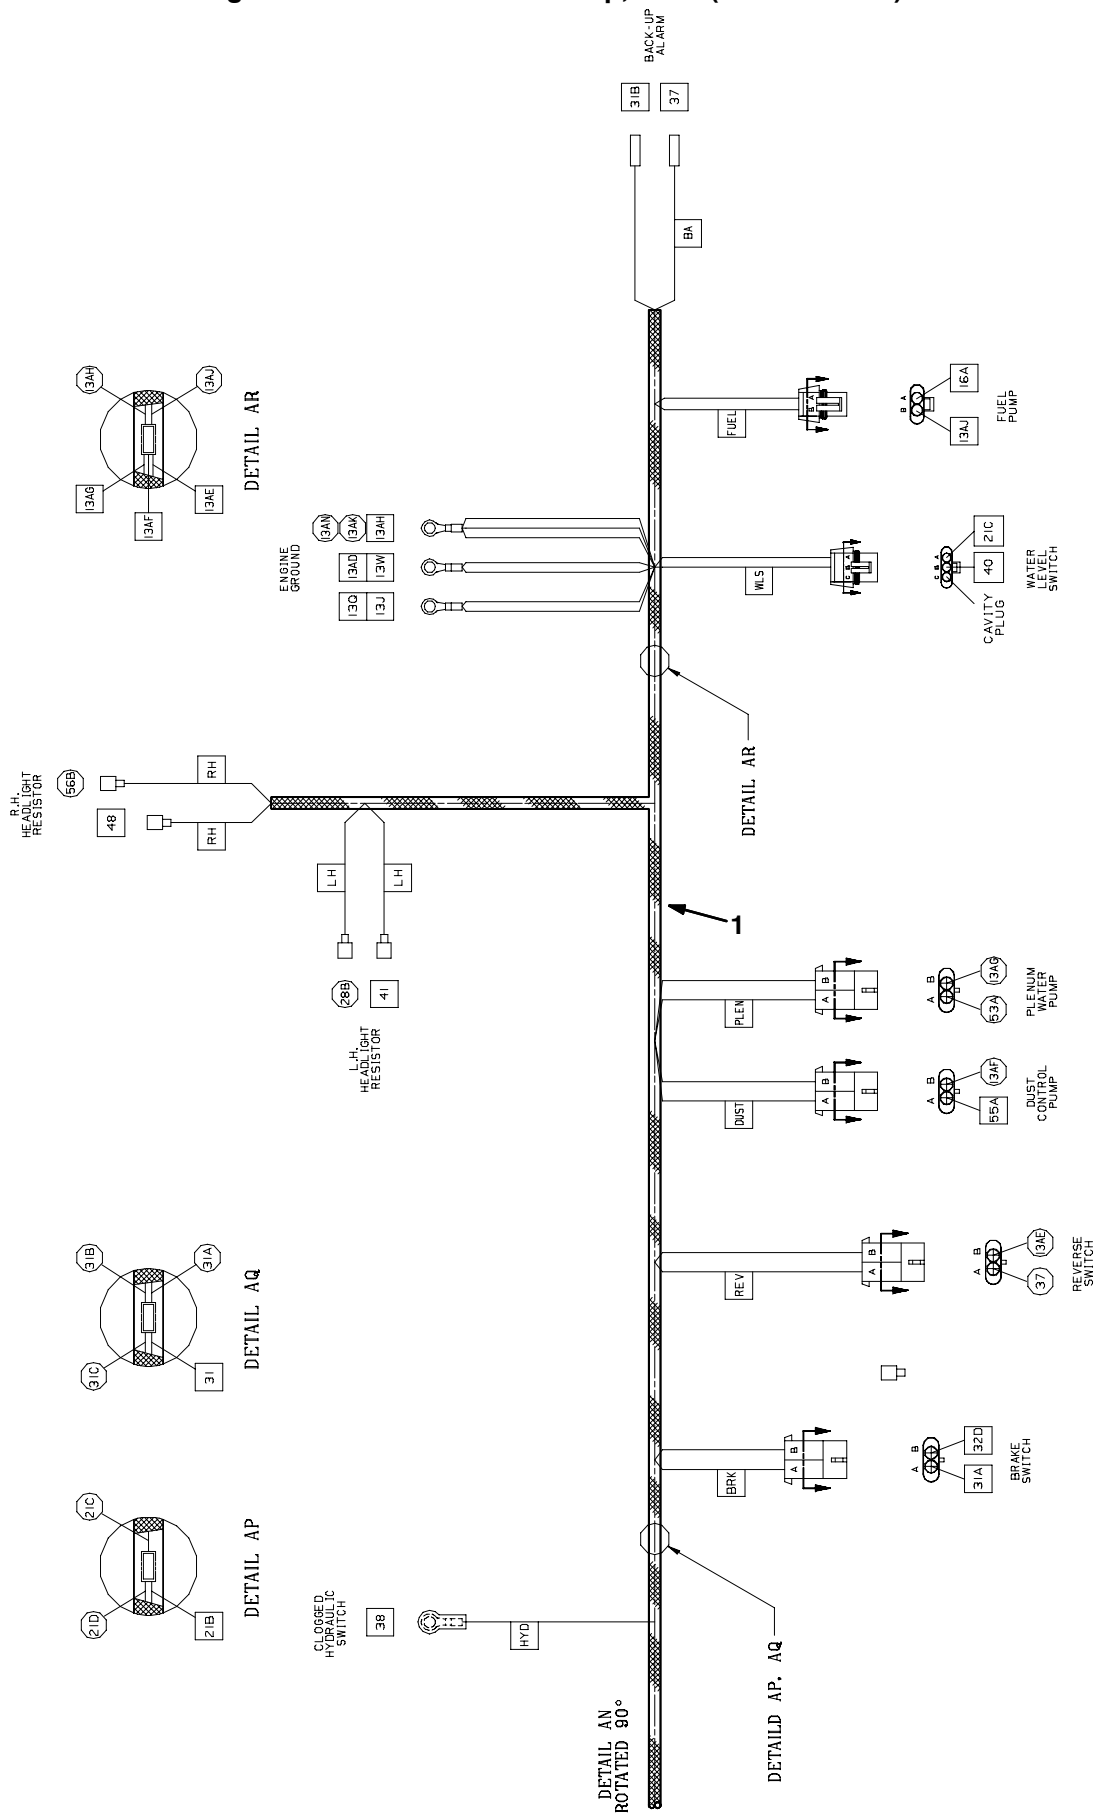 BACK-UP
ALARM
31B
37
BA
13AH
13AJ
13AG
13AF
13AE
DETAIL AR
ENGINE
GROUND
13AN
13AK
13AH
13AD
13W
13Q
13J
FUEL
B
A
B
A
16A
13AJ
FUEL
PUMP
WLS
C
B
A
C
B
A
21C
40
CAVITY
PLUG
WATER
LEVEL
SWITCH
R.H.
HEADLIGHT
RESISTOR
56B
48
RH
RH
LH
LH
28B
41
L.H.
HEADLIGHT
RESISTOR
DETAIL AR
1
PLEN
A
B
A
B
13AG
53A
PLENUM
WATER
PUMP
DUST
A
B
A
B
13AF
55A
DUST
CONTROL
PUMP
31B
31A
31C
31
DETAIL AQ
REV
A
B
A
B
13AE
37
REVERSE
SWITCH
BRK
A
B
A
B
32D
31A
BRAKE
SWITCH
21C
21D
21B
DETAIL AP
CLOGGED
HYDRAULIC
SWITCH
38
HYD
DETAILD AP. AQ
DETAIL AN
ROTATED 90°